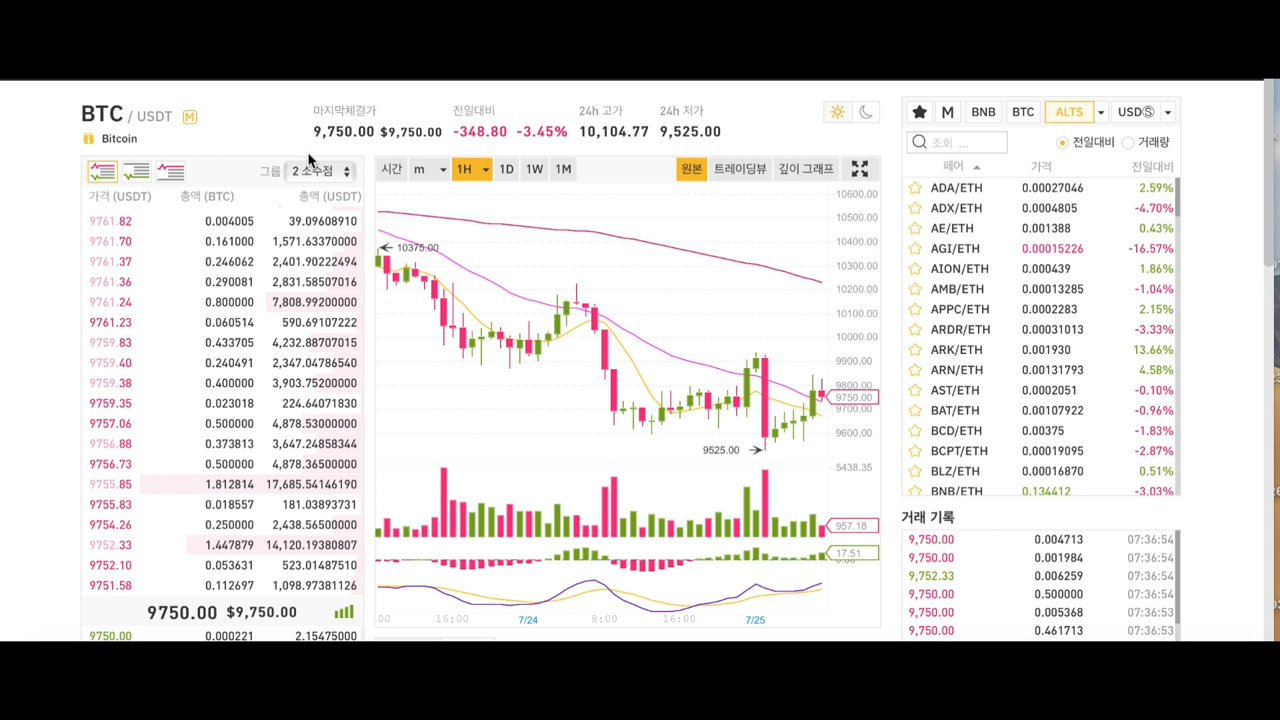 BTC / USDT M
Bitcoin
마지막체결가 전일대비 24h 고가 24h 저가
9,750.00 $9,750.00 -348.80 -3.45% 10,104.77 9,525.00
그룹 2 소수점
가격 (USDT) 총액 (BTC) 총액 (USDT)
9761.82 0.004005 39.09608910
9761.70 0.161000 1,571.63370000
9761.37 0.246062 2,401.90222494
9761.36 0.290081 2,831.58507016
9761.24 0.800000 7,808.99200000
9761.23 0.060514 590.69107222
9759.83 0.433705 4,232.88707015
9759.40 0.240491 2,347.04786540
9759.38 0.400000 3,903.75200000
9759.35 0.023018 224.64071830
9757.06 0.500000 4,878.53000000
9756.88 0.373813 3,647.24858344
9756.73 0.500000 4,878.36500000
9755.85 1.812814 17,685.54146190
9755.83 0.018557 181.03893731
9754.26 0.250000 2,438.56500000
9752.33 1.447879 14,120.19380807
9752.10 0.053631 523.01487510
9751.58 0.112697 1,098.97381126
9750.00 $9,750.00
9750.00 0.000221 2.15475000
시간 m 1H 1D 1W 1M 원본 트레이딩뷰 깊이 그래프
10600.00
10500.00
10400.00
10375.00
10300.00
10200.00
10100.00
10000.00
9900.00
9800.00
9750.00
9700.00
9600.00
9525.00
5438.35
957.18
17.51
00 16:00 7/24 8:00 16:00 7/25
M BNB BTC ALTS USDⓈ
조회 ... 전일대비 거래량
페어 가격 전일대비
ADA/ETH 0.00027046 2.59%
ADX/ETH 0.0004805 -4.70%
AE/ETH 0.001388 0.43%
AGI/ETH 0.00015226 -16.57%
AION/ETH 0.000439 1.86%
AMB/ETH 0.00013285 -1.04%
APPC/ETH 0.0002283 2.15%
ARDR/ETH 0.00031013 -3.33%
ARK/ETH 0.001930 13.66%
ARN/ETH 0.00131793 4.58%
AST/ETH 0.0002051 -0.10%
BAT/ETH 0.00107922 -0.96%
BCD/ETH 0.00375 -1.83%
BCPT/ETH 0.00019095 -2.87%
BLZ/ETH 0.00016870 0.51%
BNB/ETH 0.134412 -3.03%
거래 기록
9,750.00 0.004713 07:36:54
9,750.00 0.001984 07:36:54
9,752.33 0.006259 07:36:54
9,750.00 0.500000 07:36:54
9,750.00 0.005368 07:36:53
9,750.00 0.461713 07:36:53